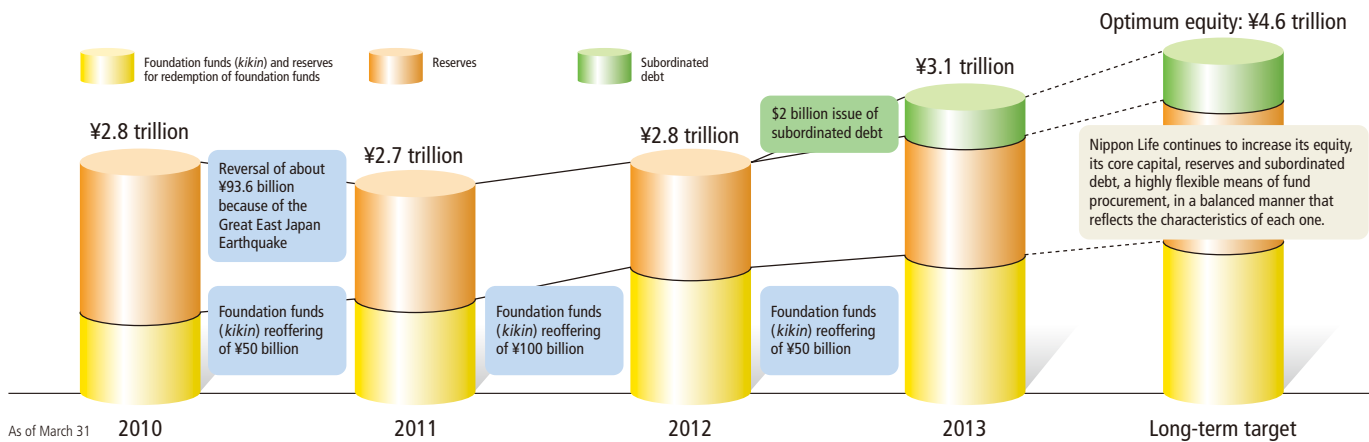 Foundation funds (kikin) and reserves
for redemption of foundation funds
Reserves
Subordinated
debt
¥2.8 trillion
Reversal of about
¥93.6 billion
because of the
Great East Japan
Earthquake
Foundation funds
(kikin) reoffering
of ¥50 billion
¥2.7 trillion
Foundation funds
(kikin) reoffering
of ¥100 billion
¥2.8 trillion
$2 billion issue of
subordinated debt
Foundation funds
(kikin) reoffering
of ¥50 billion
¥3.1 trillion
Optimum equity: ¥4.6 trillion
Nippon Life continues to increase its equity,
its core capital, reserves and subordinated
debt, a highly flexible means of fund
procurement, in a balanced manner that
reflects the characteristics of each one.
As of March 31
2010
2011
2012
2013
Long-term target